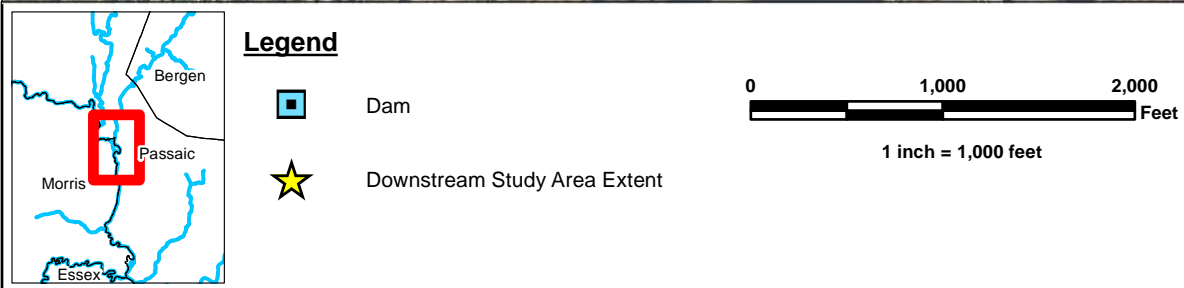 Bergen
Passaic
Morris
Essex
Legend
Dam
Downstream Study Area Extent
0 1,000 2,000
Feet
1 inch = 1,000 feet